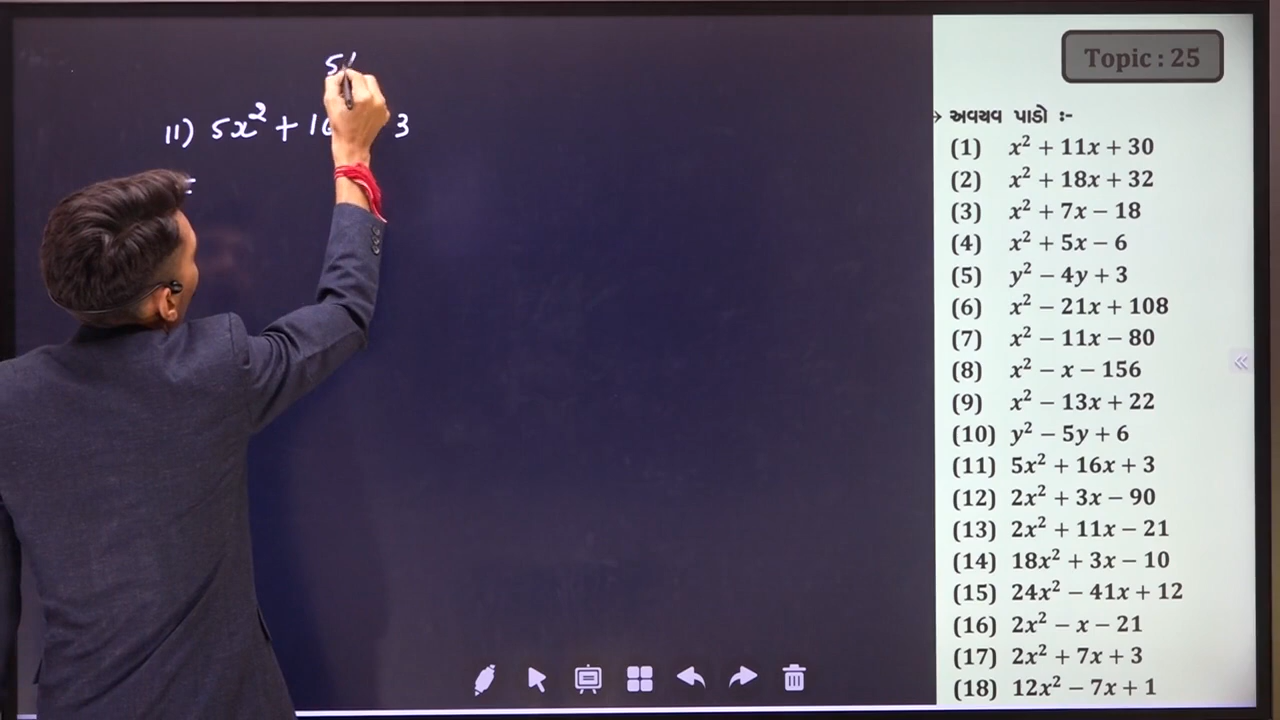 5
11) 5x² + 1 3
=
Topic : 25
અવયવ પાડો :-
(1) x² + 11x + 30
(2) x² + 18x + 32
(3) x² + 7x − 18
(4) x² + 5x − 6
(5) y² − 4y + 3
(6) x² − 21x + 108
(7) x² − 11x − 80
(8) x² − x − 156
(9) x² − 13x + 22
(10) y² − 5y + 6
(11) 5x² + 16x + 3
(12) 2x² + 3x − 90
(13) 2x² + 11x − 21
(14) 18x² + 3x − 10
(15) 24x² − 41x + 12
(16) 2x² − x − 21
(17) 2x² + 7x + 3
(18) 12x² − 7x + 1